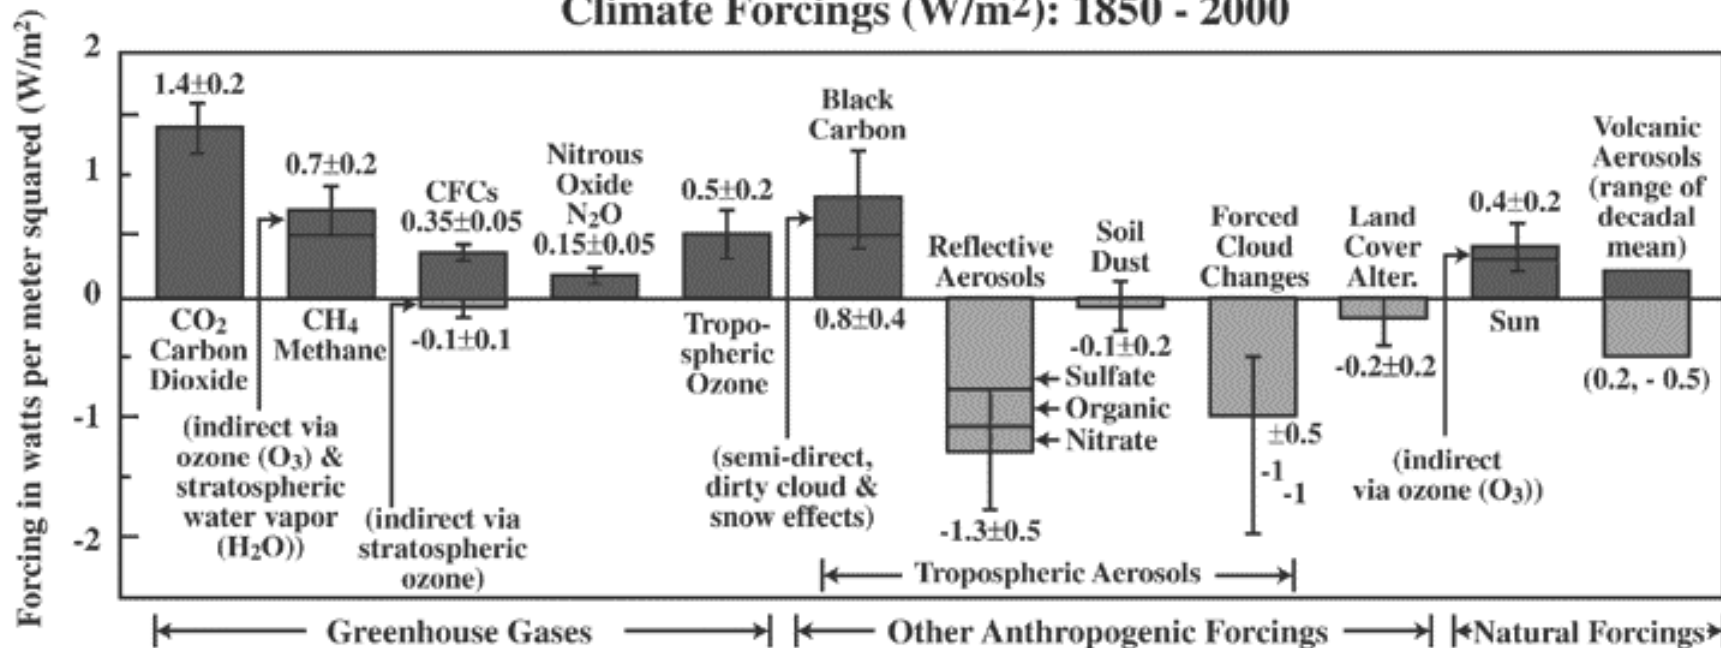 Climate Forcings (W/m²): 1850 - 2000
Forcing in watts per meter squared (W/m²)
2
1
0
-1
-2
1.4±0.2
CO₂
Carbon
Dioxide
0.7±0.2
CH₄
Methane
(indirect via
ozone (O₃) &
stratospheric
water vapor
(H₂O))
CFCs
0.35±0.05
-0.1±0.1
(indirect via
stratospheric
ozone)
Nitrous
Oxide
N₂O
0.15±0.05
0.5±0.2
Tropo-
spheric
Ozone
Black
Carbon
0.8±0.4
(semi-direct,
dirty cloud &
snow effects)
Reflective
Aerosols
-1.3±0.5
Sulfate
Organic
Nitrate
Soil
Dust
-0.1±0.2
Forced
Cloud
Changes
±0.5
-1
-1
Land
Cover
Alter.
-0.2±0.2
0.4±0.2
Sun
(indirect
via ozone (O₃))
Volcanic
Aerosols
(range of
decadal
mean)
(0.2, - 0.5)
Tropospheric Aerosols
Greenhouse Gases
Other Anthropogenic Forcings
Natural Forcings